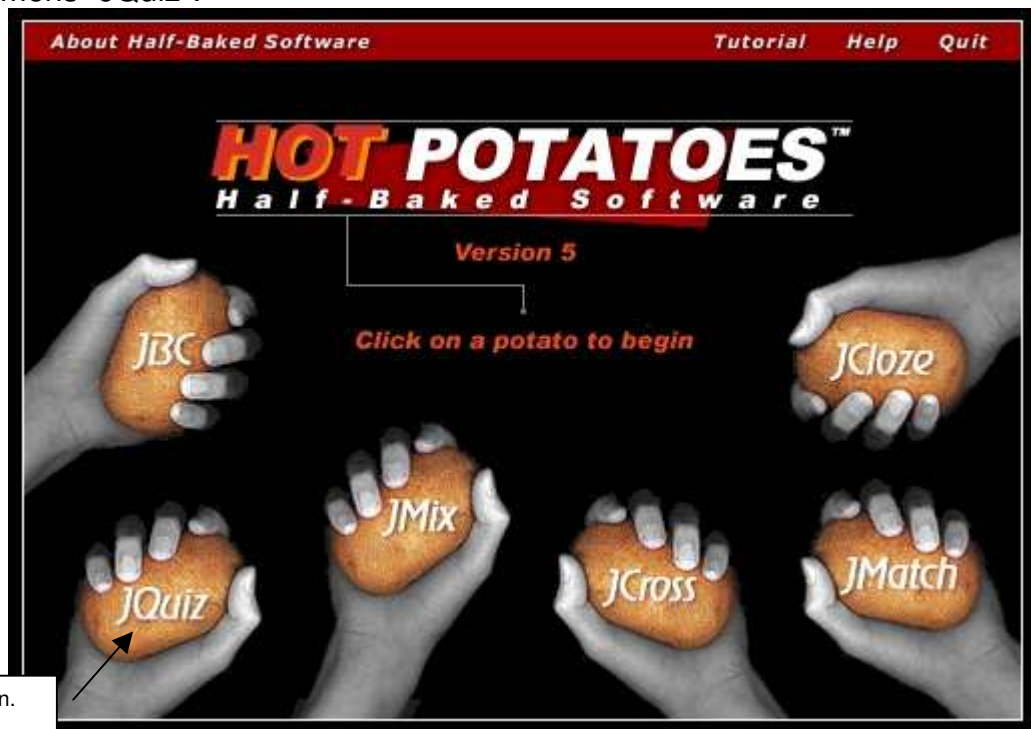 About Half-Baked Software Tutorial Help Quit
HOT POTATOES™
Half-Baked Software
Version 5
Click on a potato to begin
JBC
JCloze
JMix
JQuiz
JCross
JMatch
n.